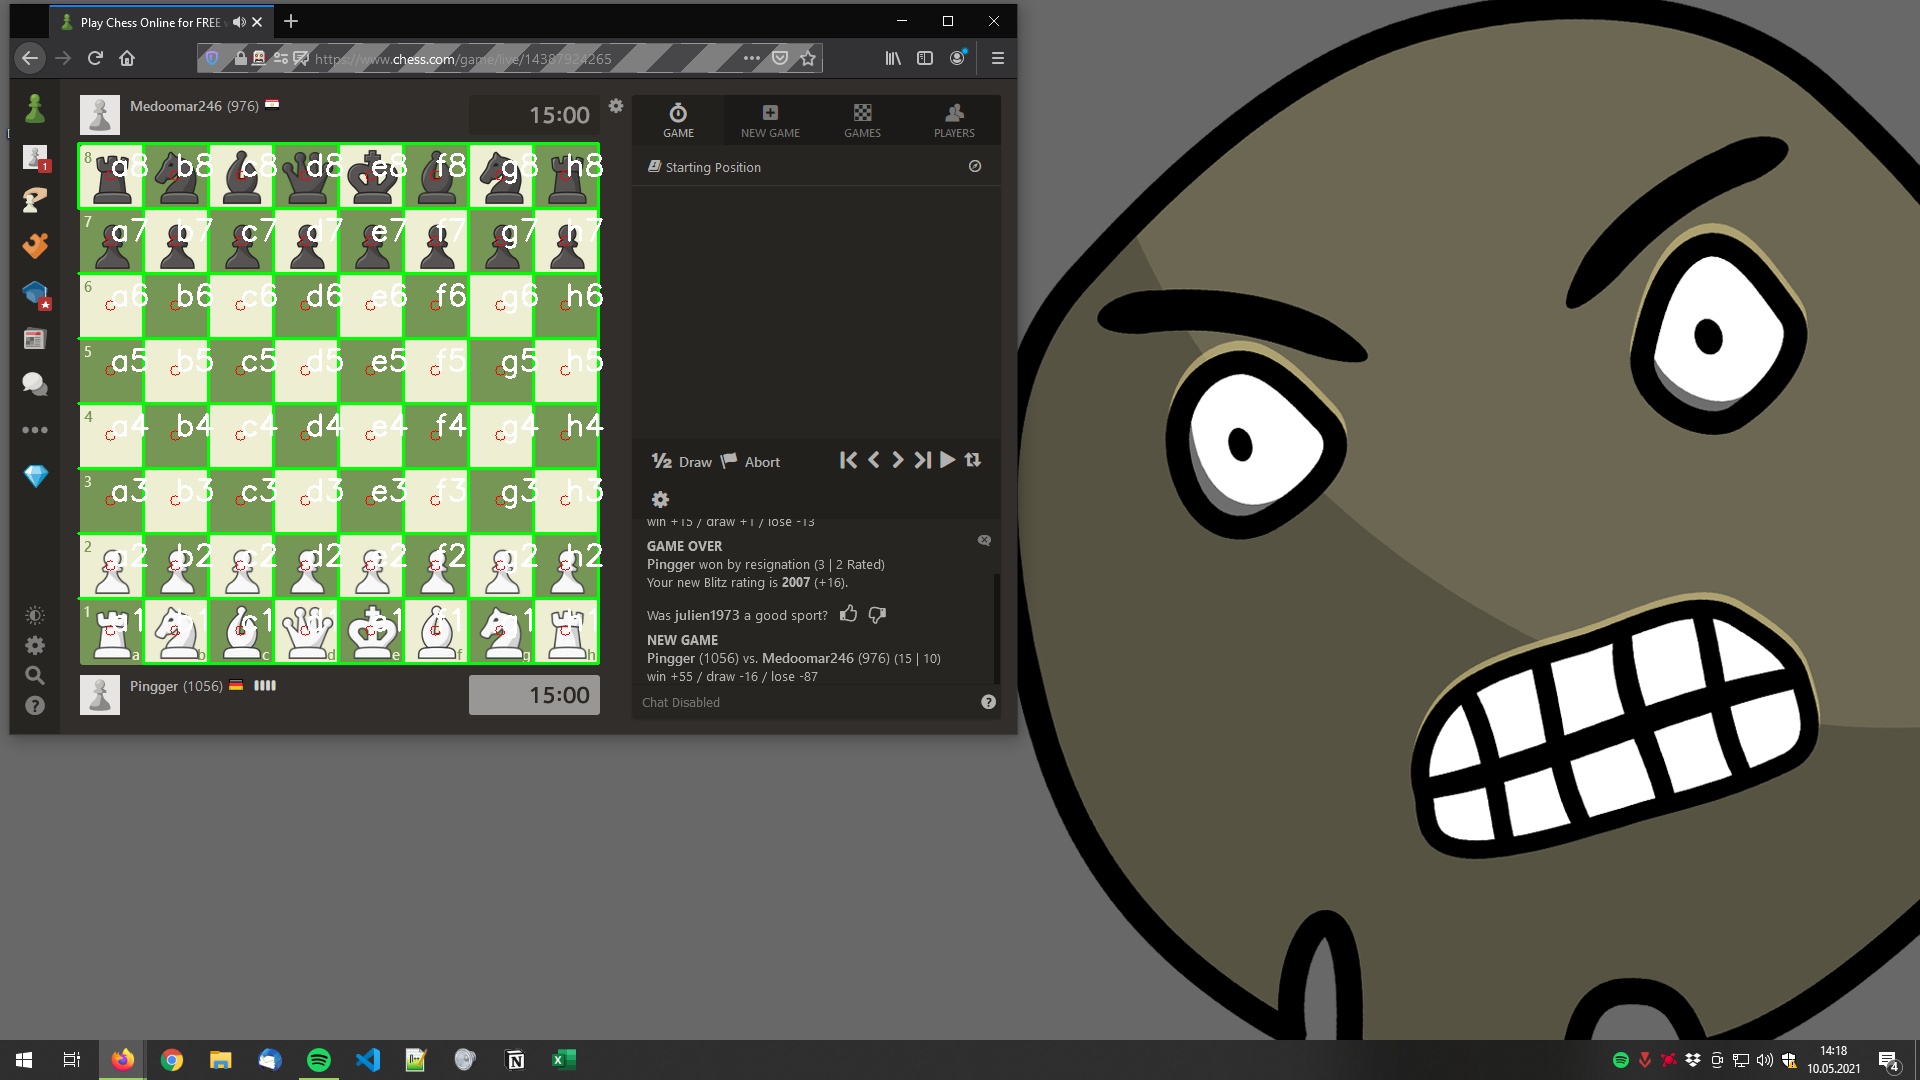 Play Chess Online for FREE
https://www.chess.com/game/live/14387924265
Medoomar246 (976)
15:00
GAME
NEW GAME
GAMES
PLAYERS
Starting Position
8
a8 b8 c8 d8 e8 f8 g8 h8
7
a7 b7 c7 d7 e7 f7 g7 h7
6
a6 b6 c6 d6 e6 f6 g6 h6
5
a5 b5 c5 d5 e5 f5 g5 h5
4
a4 b4 c4 d4 e4 f4 g4 h4
3
a3 b3 c3 d3 e3 f3 g3 h3
2
a2 b2 c2 d2 e2 f2 g2 h2
1
a1 b1 c1 d1 e1 f1 g1 h1
a b c d e f g h
Pingger (1056)
15:00
1
½ Draw
Abort
win +15 / draw +1 / lose -13
GAME OVER
Pingger won by resignation (3 | 2 Rated)
Your new Blitz rating is 2007 (+16).
Was julien1973 a good sport?
NEW GAME
Pingger (1056) vs. Medoomar246 (976) (15 | 10)
win +55 / draw -16 / lose -87
Chat Disabled
14:18
10.05.2021
4